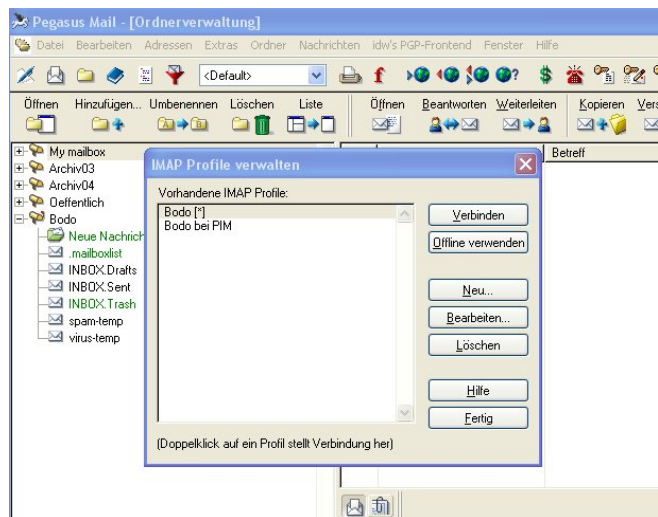 Pegasus Mail - [Ordnerverwaltung]
Datei Bearbeiten Adressen Extras Ordner Nachrichten idw's PGP-Frontend Fenster Hilfe
<Default>
Öffnen Hinzufügen... Umbenennen Löschen Liste Öffnen Beantworten Weiterleiten Kopieren Vers
My mailbox
Archiv03
Archiv04
Oeffentlich
Bodo
Neue Nachrich
.mailboxlist
INBOX.Drafts
INBOX.Sent
INBOX.Trash
spam-temp
virus-temp
Betreff
IMAP Profile verwalten
Vorhandene IMAP Profile:
Bodo [*]
Bodo bei PIM
Verbinden
Offline verwenden
Neu...
Bearbeiten...
Löschen
Hilfe
Fertig
(Doppelklick auf ein Profil stellt Verbindung her)